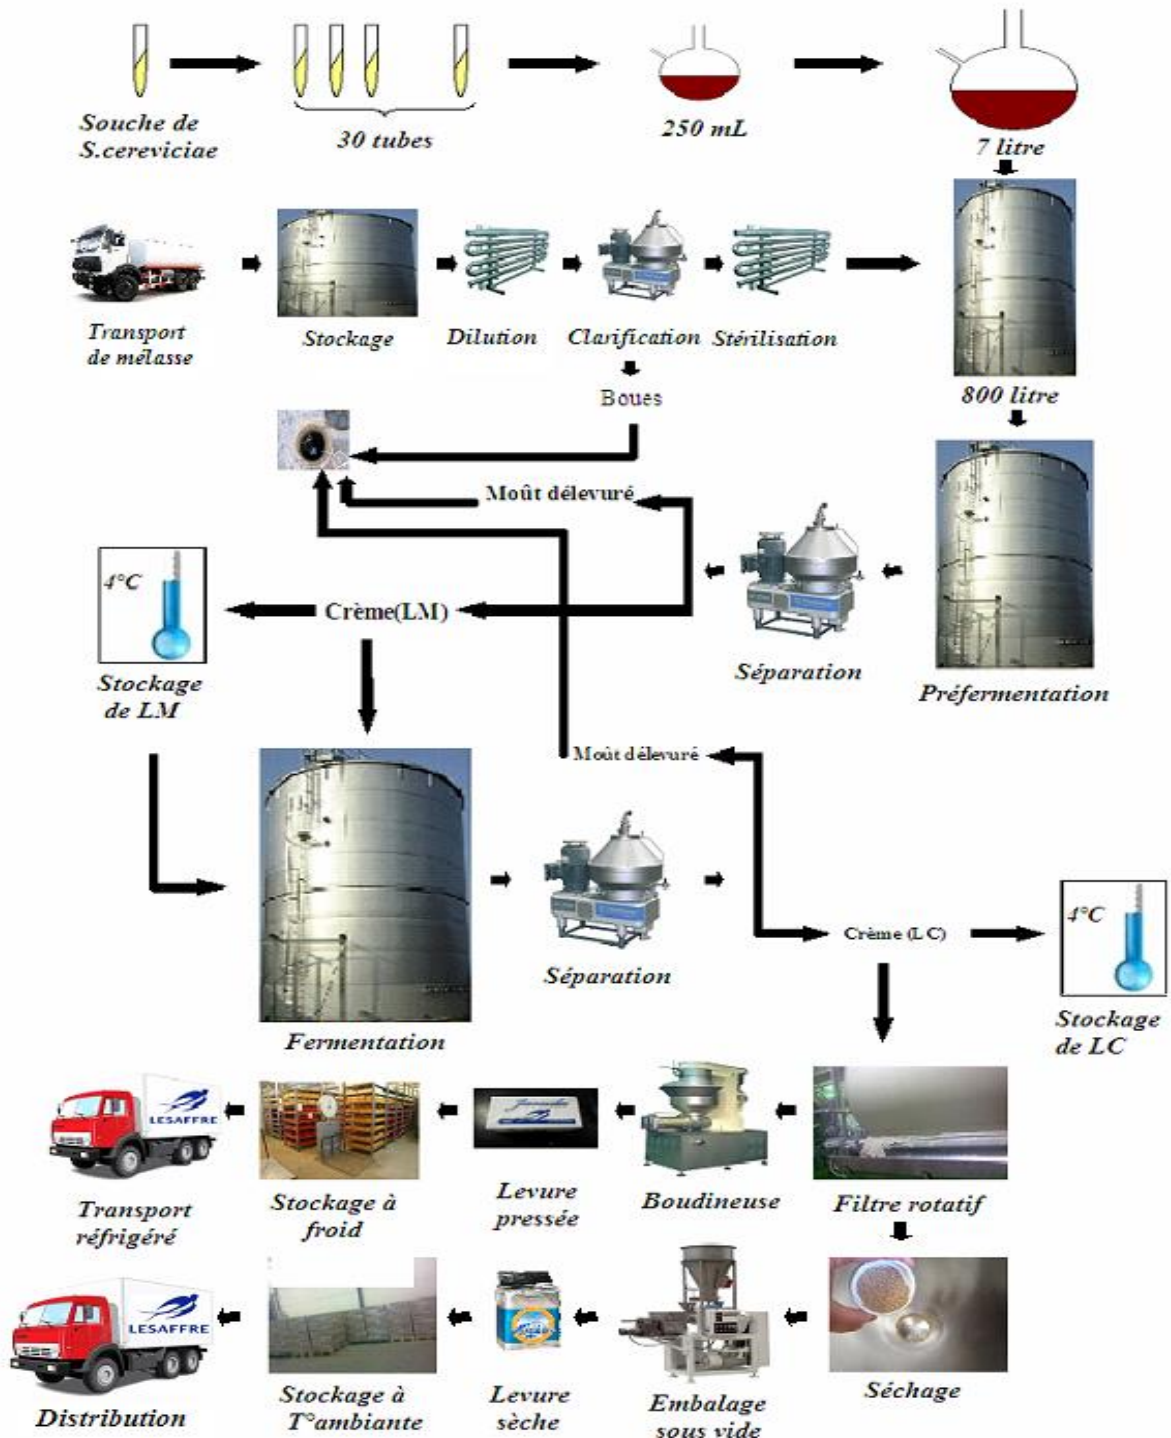 Souche de
S.cereviciae
30 tubes
250 mL
7 litre
Transport
de mélasse
Stockage
Dilution
Clarification
Stérilisation
800 litre
Boues
Moût délevuré
4°C
Crème(LM)
Stockage
de LM
Séparation
Préfermentation
Moût délevuré
Crème (LC)
4°C
Séparation
Fermentation
Stockage
de LC
LESAFFRE
Transport
réfrigéré
Stockage à
froid
Levure
pressée
Boudineuse
Filtre rotatif
LESAFFRE
Distribution
Stockage à
T°ambiante
Levure
sèche
Embalage
sous vide
Séchage